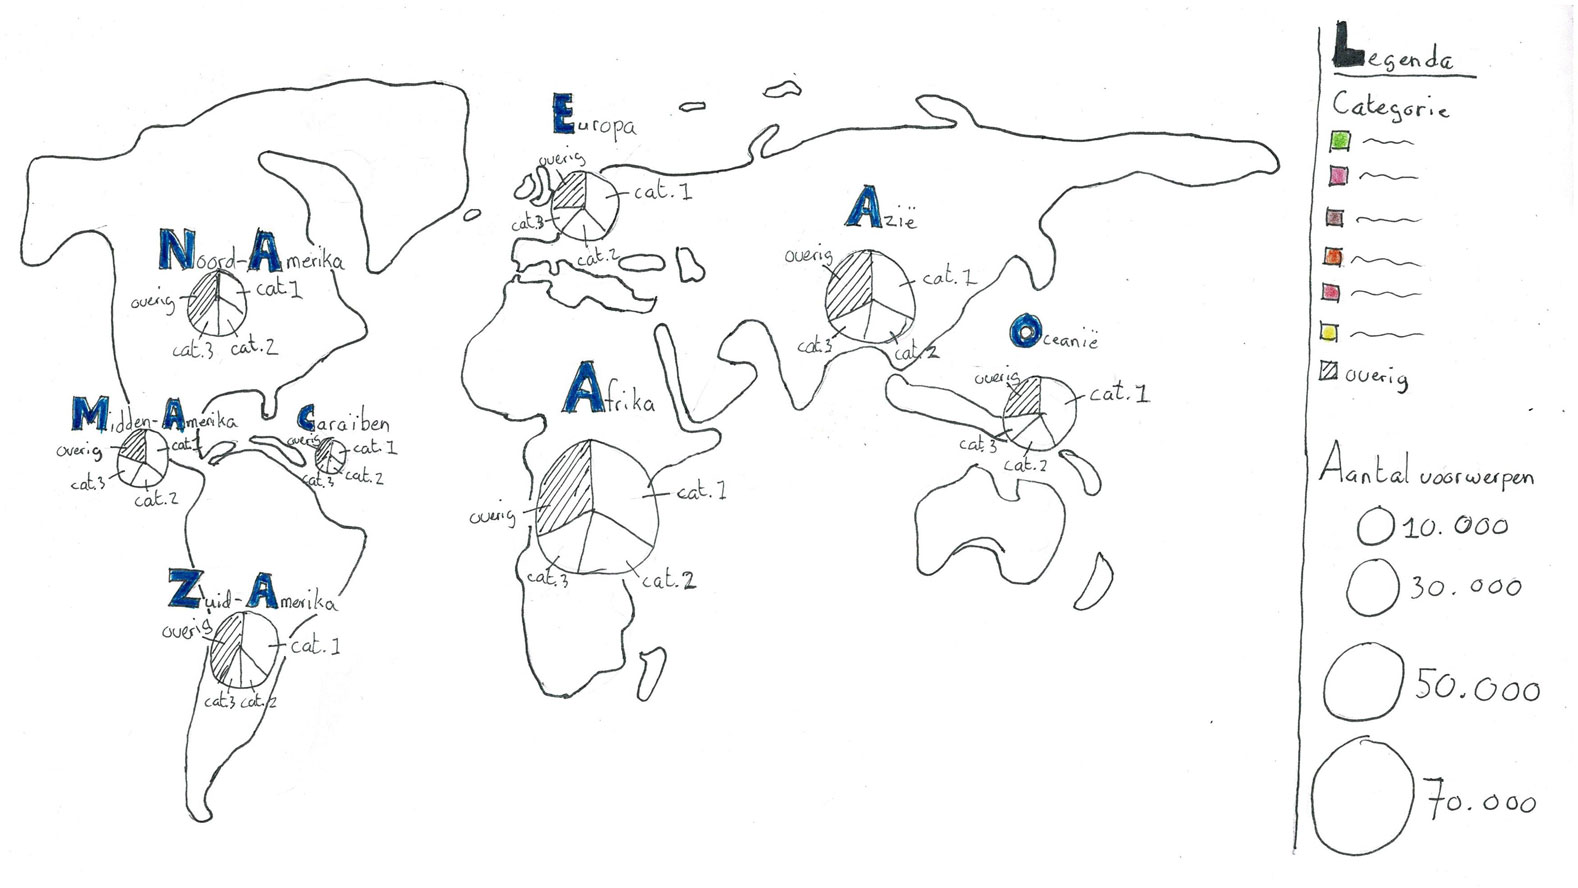 Europa
overig
cat.1
cat.3
cat.2
Azië
overig
cat.1
cat.3
cat.2
Noord-Amerika
overig
cat.1
cat.3
cat.2
Oceanië
overig
cat.1
cat.3
cat.2
Midden-Amerika
overig
cat.1
cat.3
cat.2
Caraïben
overig
cat.1
cat.3
cat.2
Afrika
overig
cat.1
cat.3
cat.2
Zuid-Amerika
overig
cat.1
cat.3
cat.2
Legenda
Categorie
overig
Aantal voorwerpen
10.000
30.000
50.000
70.000